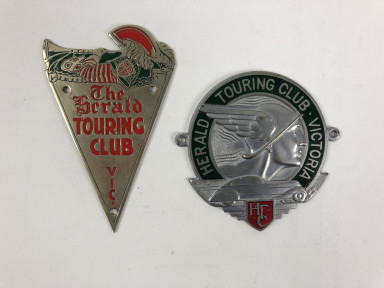 The
Herald
TOURING
CLUB
VIC.
HERALD TOURING CLUB · VICTORIA
HTC